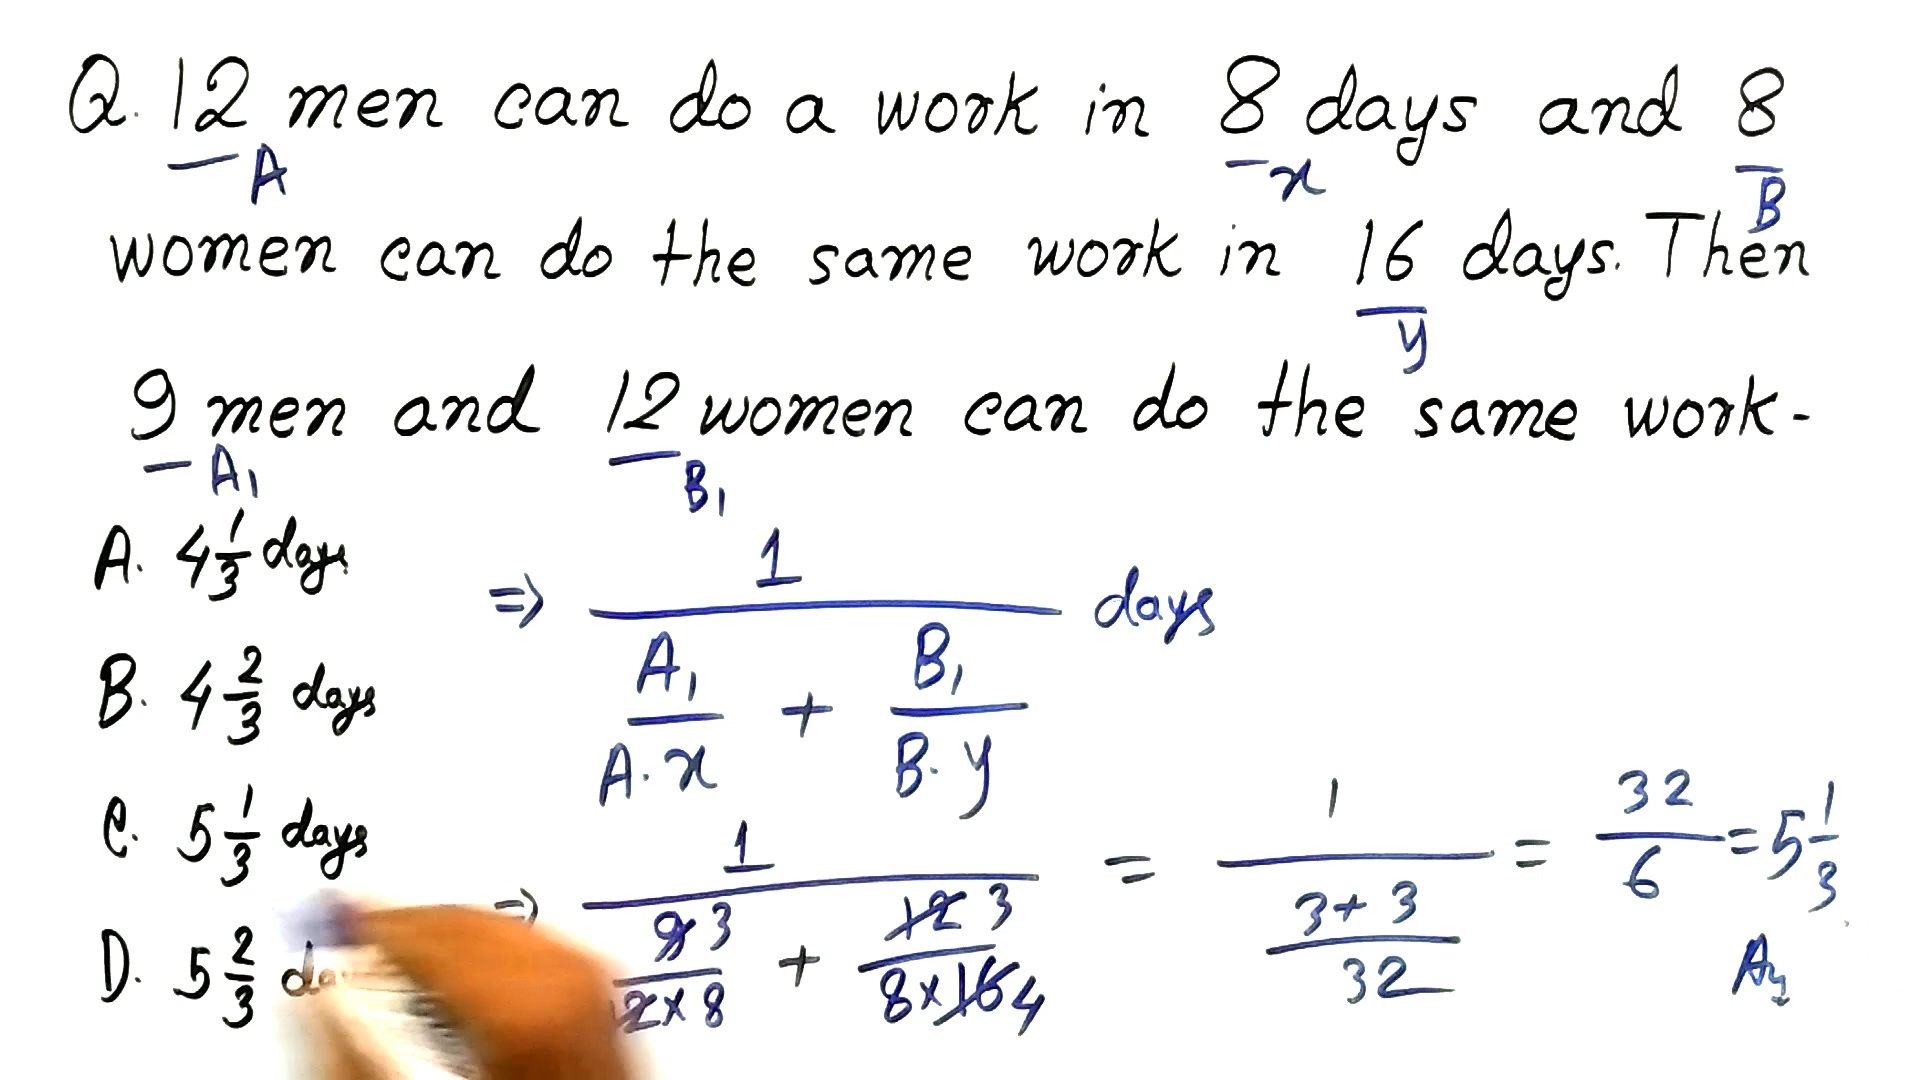 Q. 12 men can do a work in 8 days and 8
A x B
women can do the same work in 16 days. Then
y
9 men and 12 women can do the same work-
A₁ B₁
A. 4 1/3 days
B. 4 2/3 days
C. 5 1/3 days
D. 5 2/3
⇒ 1 / (A₁/A.x + B₁/B.y) days
⇒ 1 / (9 3/ 2×8 + 12 3/8×16 4) = 1 / (3+3/32) = 32/6 = 5 1/3